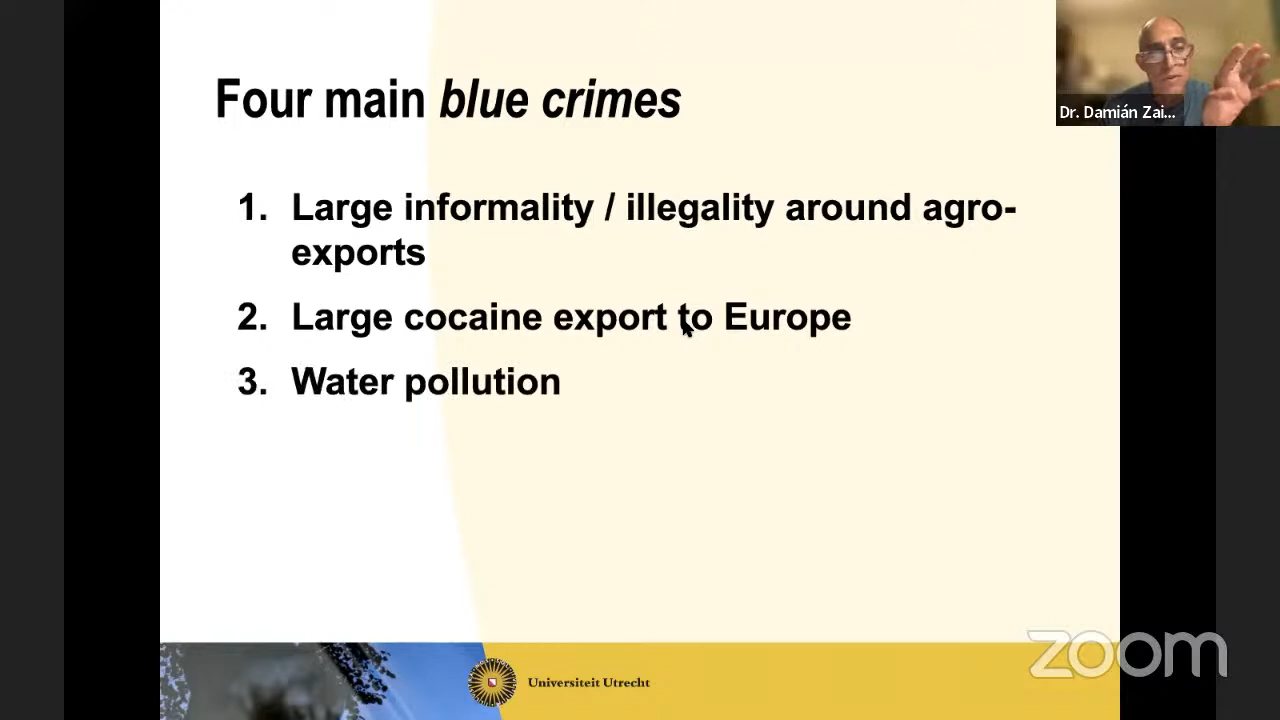 Four main blue crimes
Dr. Damián Zai...
1. Large informality / illegality around agro-
exports
2. Large cocaine export to Europe
3. Water pollution
zoom
Universiteit Utrecht